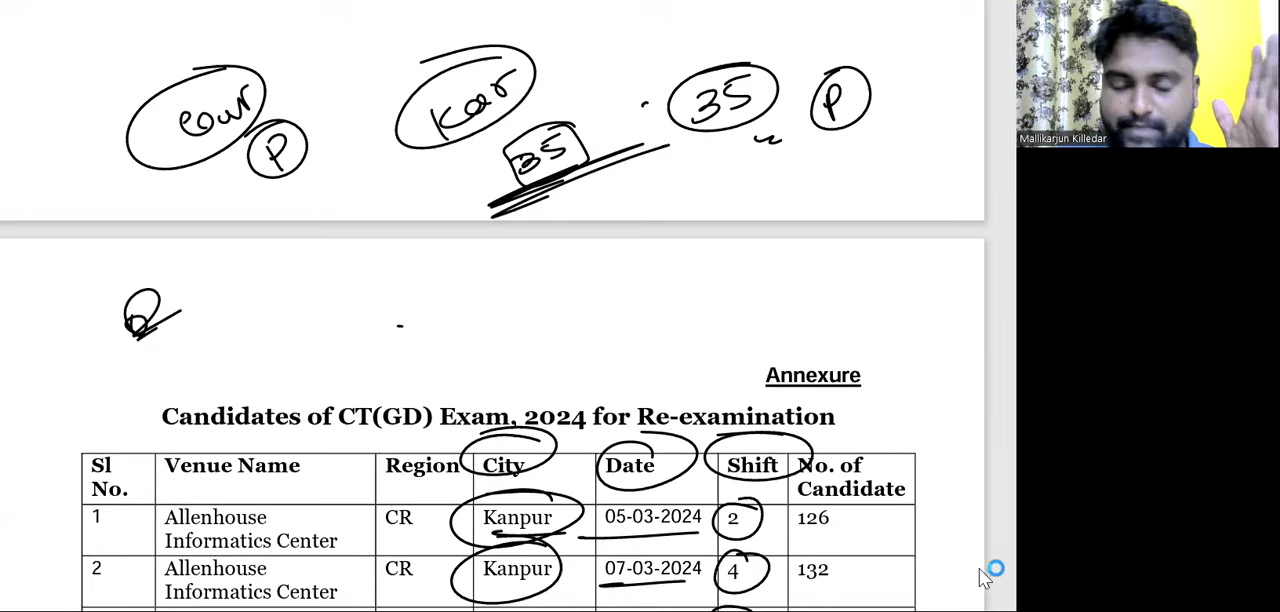 Kar
35
P
P
35
Mallikarjun Killedar
Annexure
Candidates of CT(GD) Exam, 2024 for Re-examination
Sl No. Venue Name Region City Date Shift No. of Candidate
1 Allenhouse Informatics Center CR Kanpur 05-03-2024 2 126
2 Allenhouse Informatics Center CR Kanpur 07-03-2024 4 132